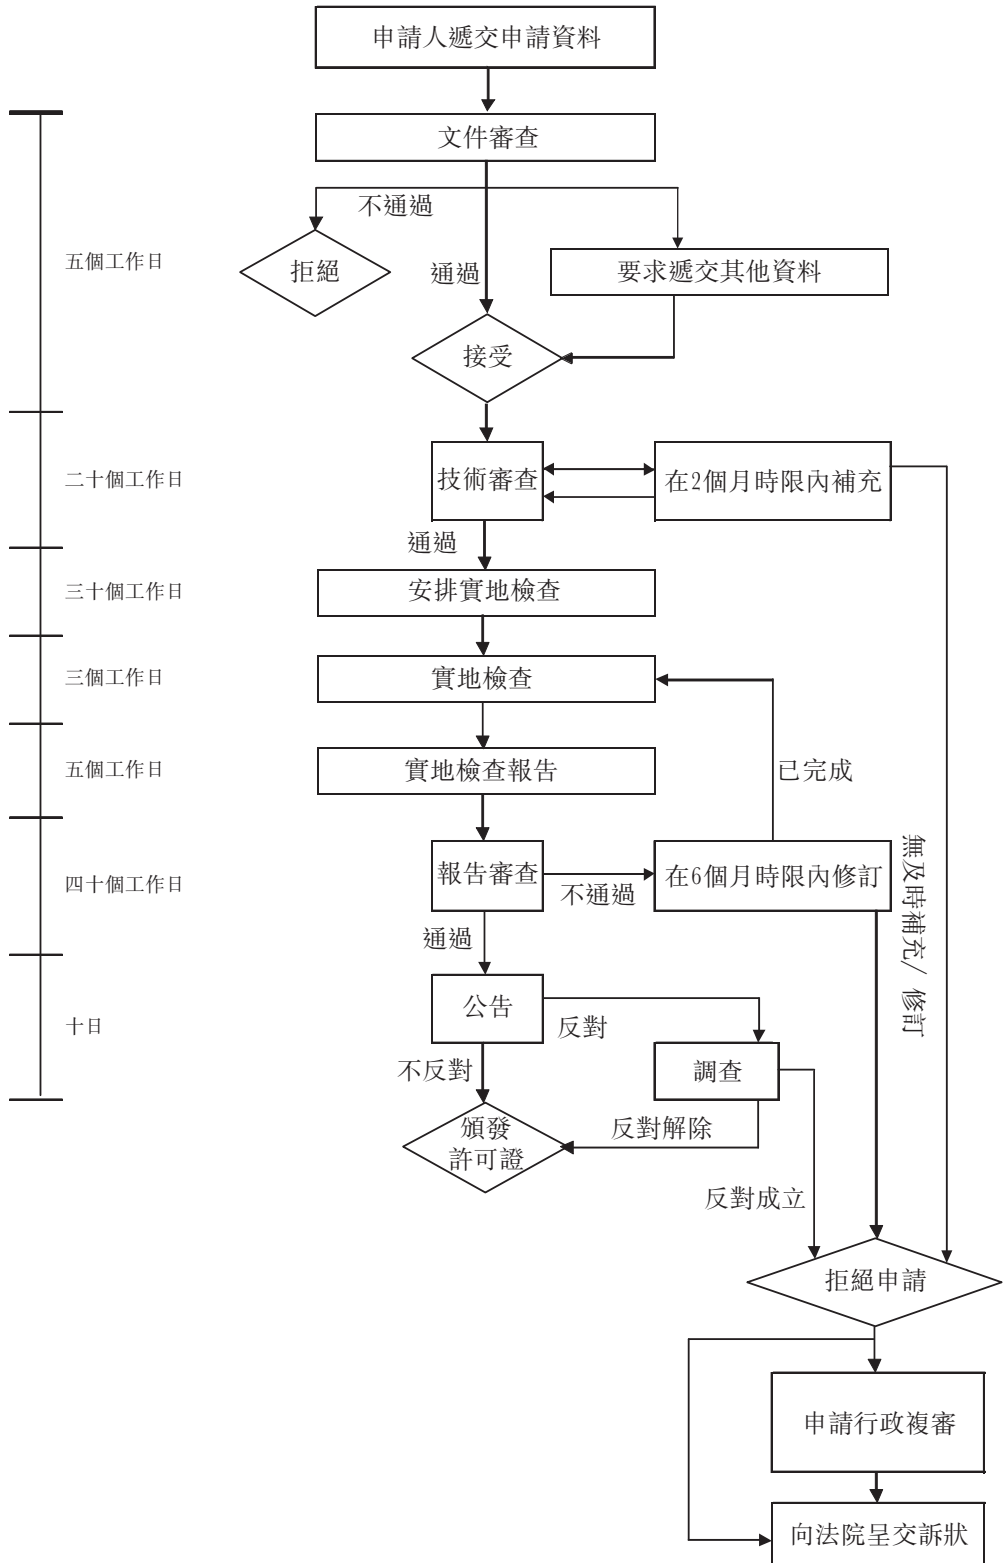 申請人遞交申請資料
文件審查
不通過
五個工作日
拒絕
通過
要求遞交其他資料
接受
二十個工作日
技術審查
在2個月時限內補充
通過
三十個工作日
安排實地檢查
三個工作日
實地檢查
五個工作日
實地檢查報告
已完成
四十個工作日
報告審查
不通過
在6個月時限內修訂
無及時補充/ 修訂
通過
十日
公告
反對
不反對
調查
頒發
許可證
反對解除
反對成立
拒絕申請
申請行政複審
向法院呈交訴狀